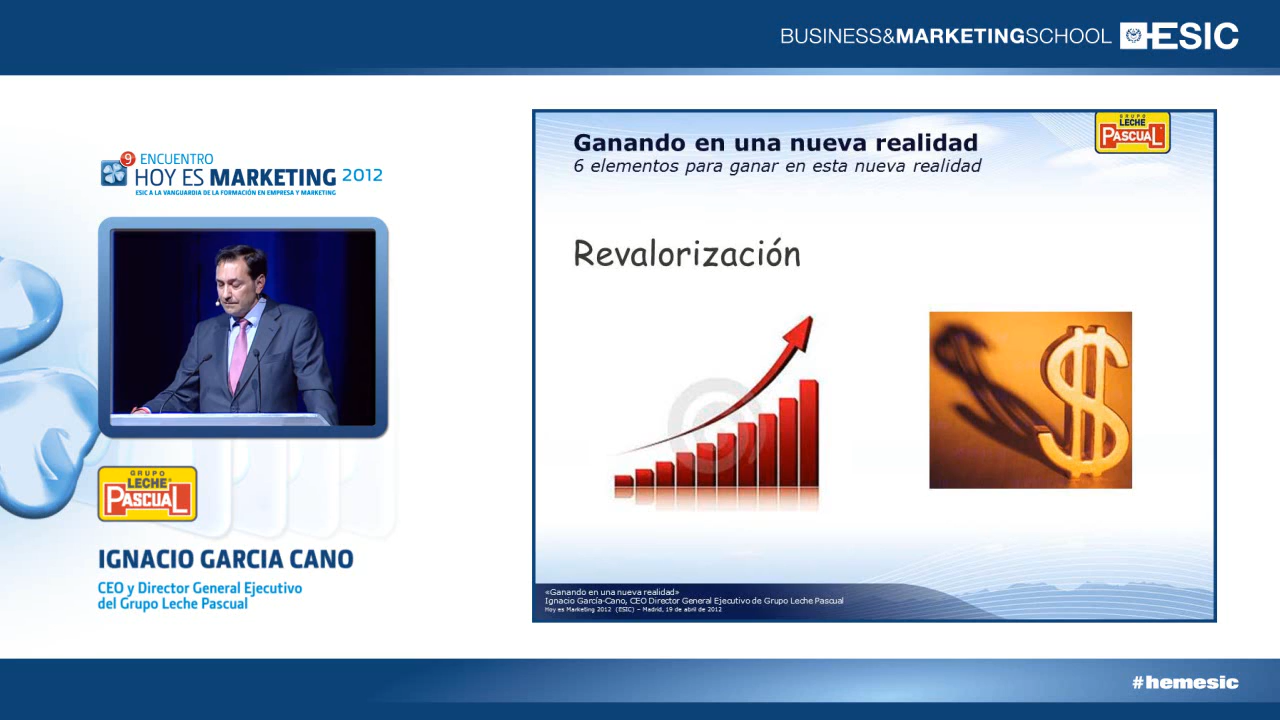 BUSINESS&MARKETINGSCHOOL ESIC
9 ENCUENTRO
HOY ES MARKETING 2012
ESIC A LA VANGUARDIA DE LA FORMACIÓN EN EMPRESA Y MARKETING
GRUPO
LECHE
PASCUAL
IGNACIO GARCIA CANO
CEO y Director General Ejecutivo
del Grupo Leche Pascual
Ganando en una nueva realidad
6 elementos para ganar en esta nueva realidad
GRUPO
LECHE
PASCUAL
Revalorización
«Ganando en una nueva realidad»
Ignacio García-Cano, CEO Director General Ejecutivo de Grupo Leche Pascual
Hoy es Marketing 2012 (ESIC) – Madrid, 19 de abril de 2012
#hemesic